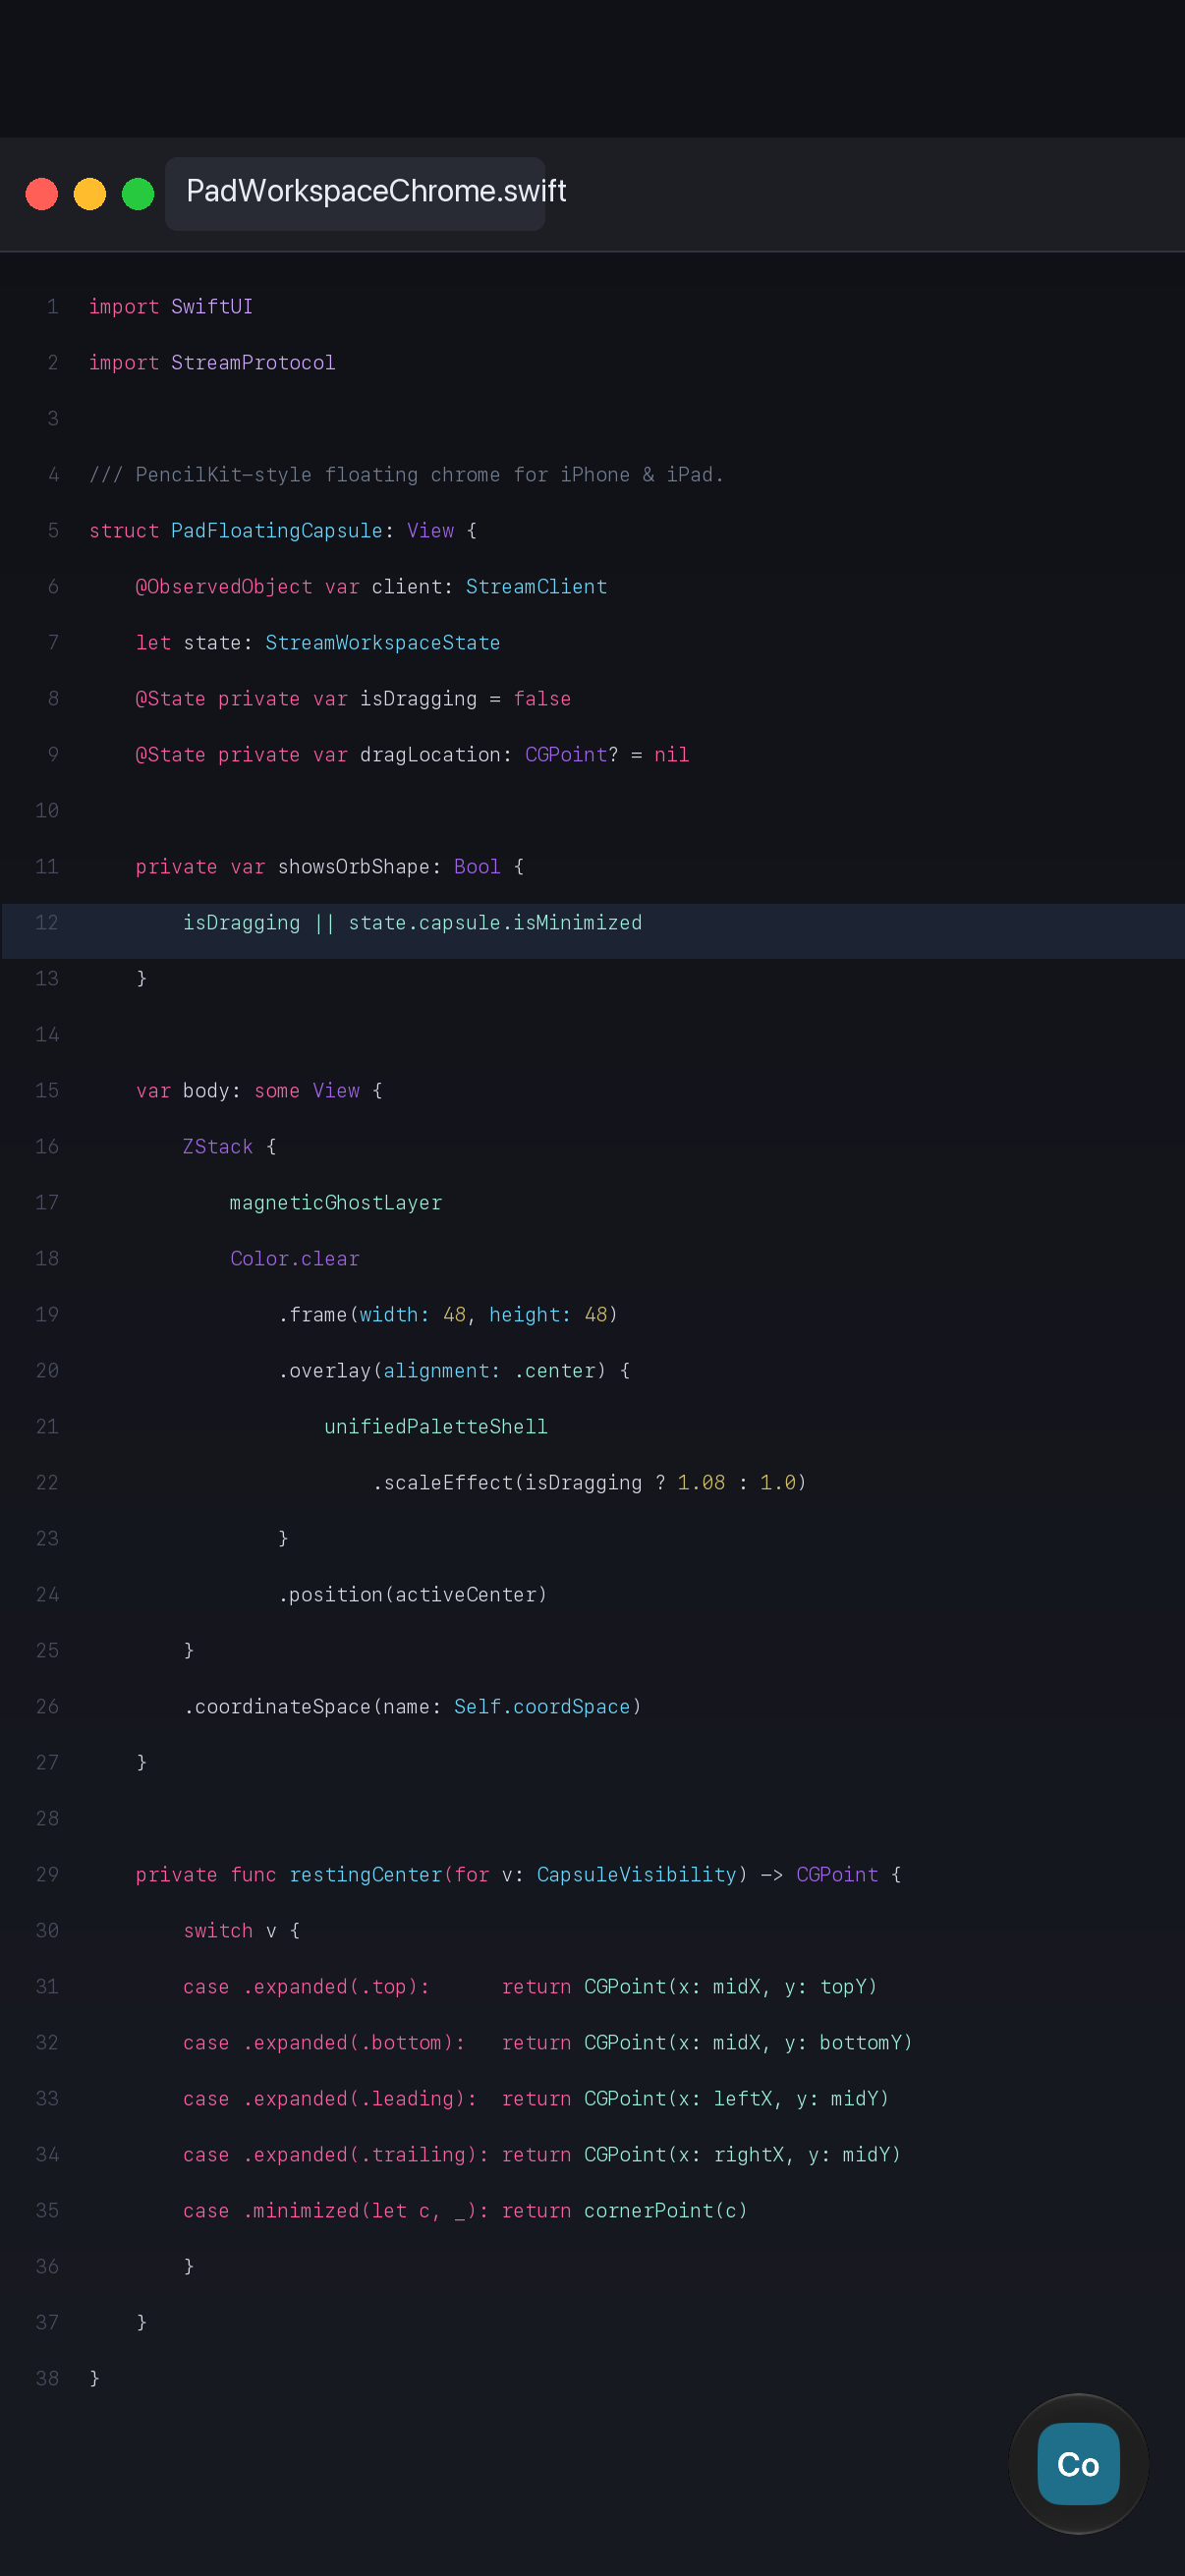 PadWorkspaceChrome.swift
1 import SwiftUI
2 import StreamProtocol
3
4 /// PencilKit-style floating chrome for iPhone & iPad.
5 struct PadFloatingCapsule: View {
6     @ObservedObject var client: StreamClient
7     let state: StreamWorkspaceState
8     @State private var isDragging = false
9     @State private var dragLocation: CGPoint? = nil
10
11     private var showsOrbShape: Bool {
12         isDragging || state.capsule.isMinimized
13     }
14
15     var body: some View {
16         ZStack {
17             magneticGhostLayer
18             Color.clear
19                 .frame(width: 48, height: 48)
20                 .overlay(alignment: .center) {
21                     unifiedPaletteShell
22                         .scaleEffect(isDragging ? 1.08 : 1.0)
23                 }
24                 .position(activeCenter)
25         }
26         .coordinateSpace(name: Self.coordSpace)
27     }
28
29     private func restingCenter(for v: CapsuleVisibility) -> CGPoint {
30         switch v {
31         case .expanded(.top):      return CGPoint(x: midX, y: topY)
32         case .expanded(.bottom):   return CGPoint(x: midX, y: bottomY)
33         case .expanded(.leading):  return CGPoint(x: leftX, y: midY)
34         case .expanded(.trailing): return CGPoint(x: rightX, y: midY)
35         case .minimized(let c, _): return cornerPoint(c)
36         }
37     }
38 }
Co